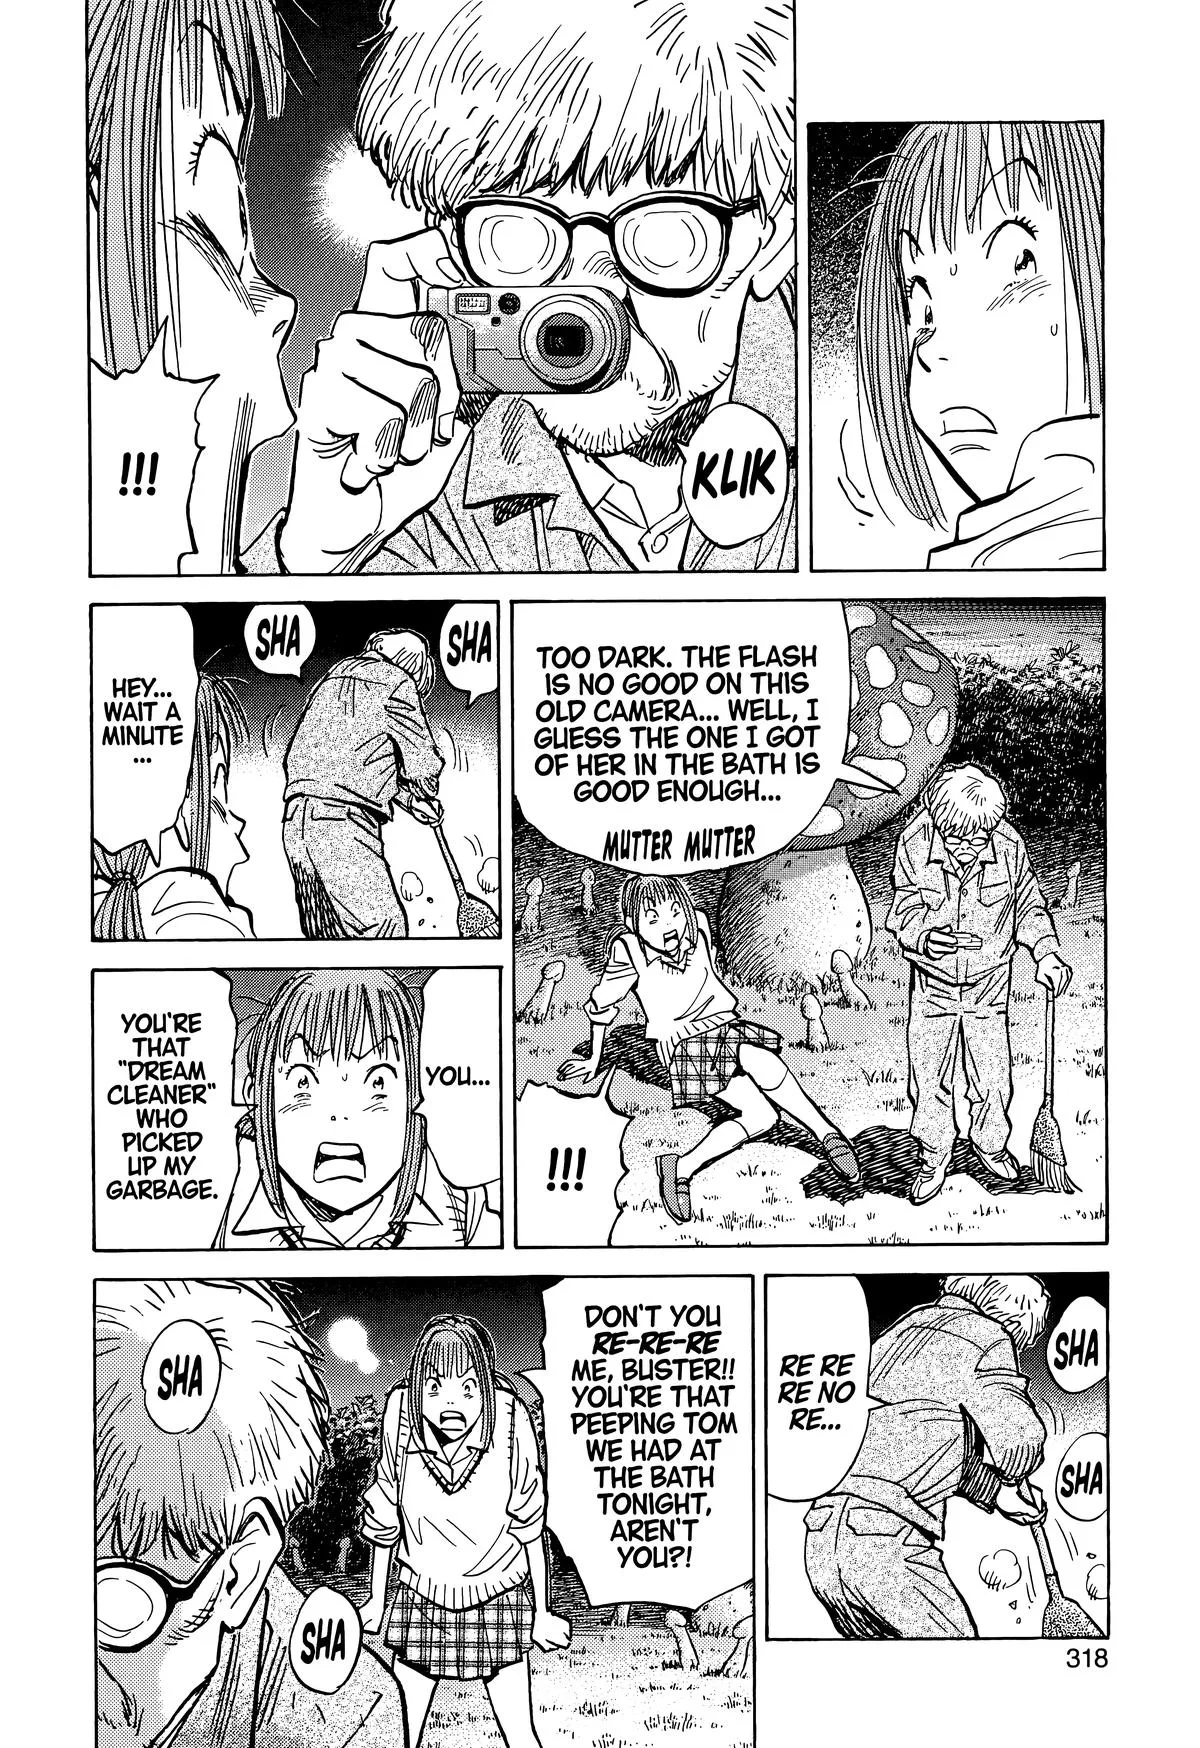 KLIK
!!!
TOO DARK. THE FLASH
IS NO GOOD ON THIS
OLD CAMERA... WELL, I
GUESS THE ONE I GOT
OF HER IN THE BATH IS
GOOD ENOUGH...
MUTTER MUTTER
!!!
SHA
SHA
HEY...
WAIT A
MINUTE
...
YOU...
YOU'RE
THAT
"DREAM
CLEANER"
WHO
PICKED
UP MY
GARBAGE.
SHA
SHA
RE RE
RE NO
RE...
DON'T YOU
RE-RE-RE
ME, BUSTER!!
YOU'RE THAT
PEEPING TOM
WE HAD AT
THE BATH
TONIGHT,
AREN'T
YOU?!
SHA
SHA
318